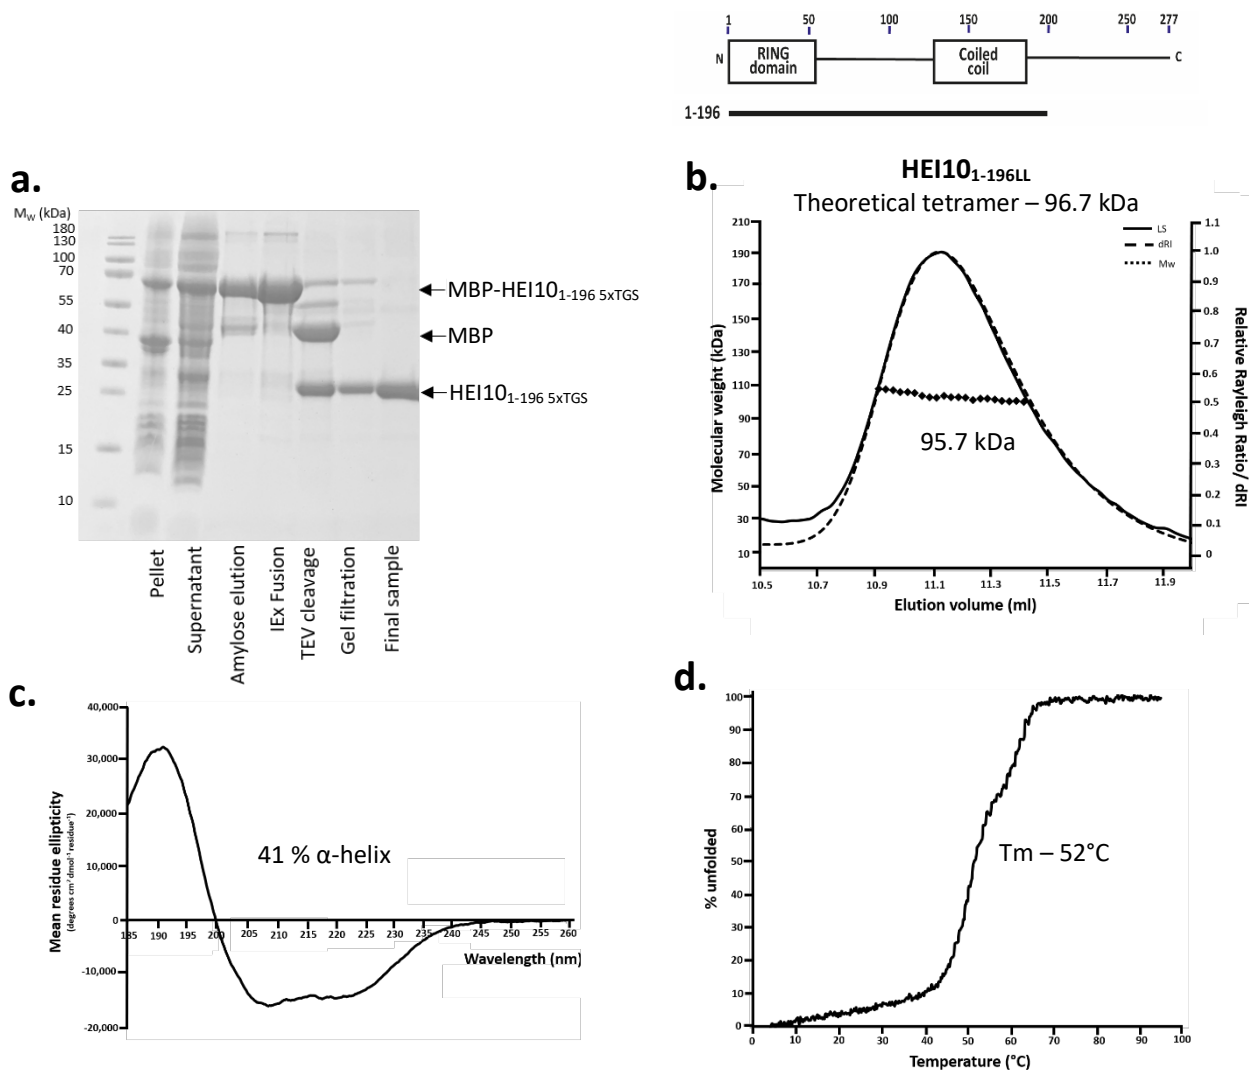 1 50 100 150 200 250 277
N RING domain Coiled coil C
1-196
a.
Mw (kDa)
180
130
100
70
55
40
35
25
15
10
MBP-HEI101-196 5xTGS
MBP
HEI101-196 5xTGS
Pellet
Supernatant
Amylose elution
IEx Fusion
TEV cleavage
Gel filtration
Final sample
b.
HEI101-196LL
Theoretical tetramer – 96.7 kDa
Molecular weight (kDa)
210
190
170
150
130
110
90
70
50
30
10
LS
dRI
Mw
95.7 kDa
1.1
1.0
0.9
0.8
0.7
0.6
0.5
0.4
0.3
0.2
0.1
0
Relative Rayleigh Ratio/ dRI
10.5 10.7 10.9 11.1 11.3 11.5 11.7 11.9
Elution volume (ml)
c.
Mean residue ellipticity
(degrees cm² dmol⁻¹ residue⁻¹)
40,000
30,000
20,000
10,000
0
-10,000
-20,000
41 % α-helix
185 190 195 200 205 210 215 220 225 230 235 240 245 250 255 260
Wavelength (nm)
d.
% unfolded
100
90
80
70
60
50
40
30
20
10
0
Tm – 52°C
0 10 20 30 40 50 60 70 80 90 100
Temperature (°C)